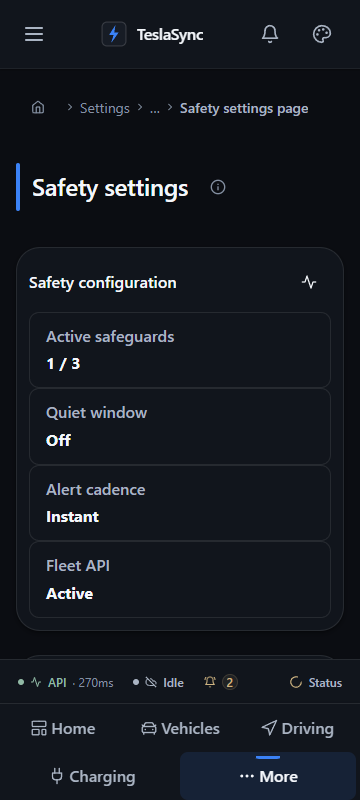 TeslaSync
Settings ... Safety settings page
Safety settings
Safety configuration
Active safeguards
1 / 3
Quiet window
Off
Alert cadence
Instant
Fleet API
Active
API · 270ms Idle 2 Status
Home Vehicles Driving
Charging More